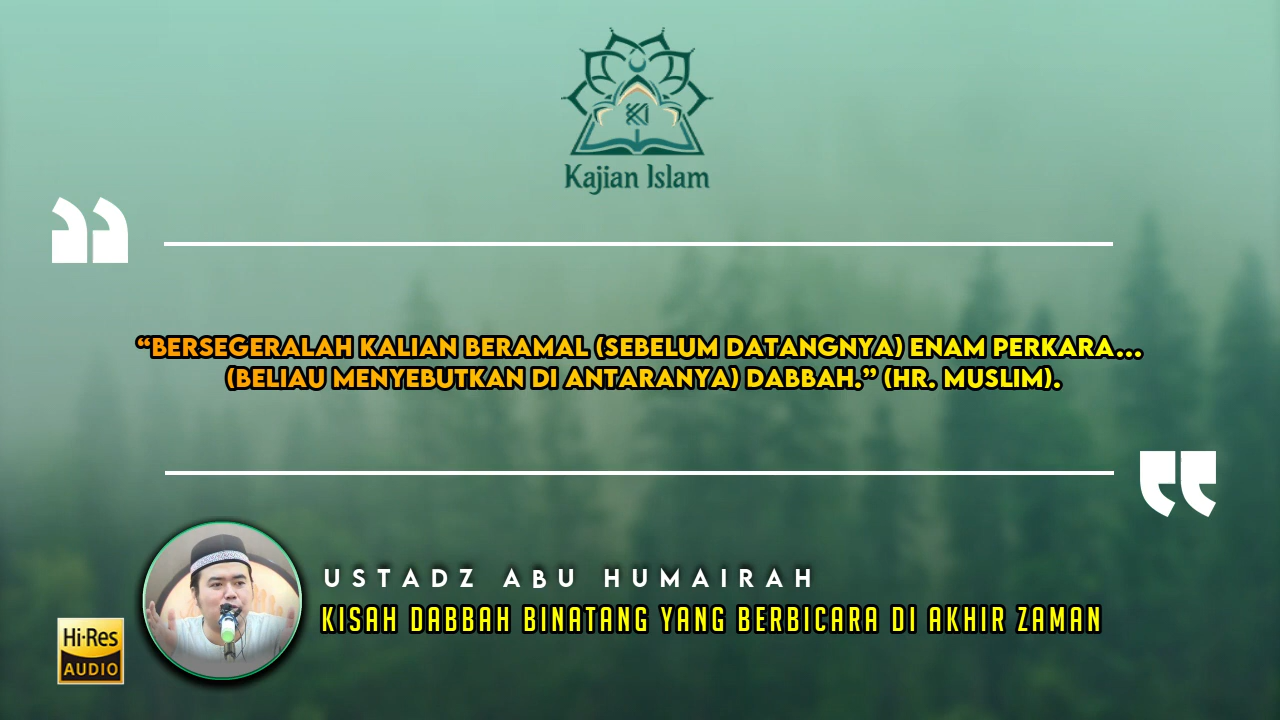 Kajian Islam
“BERSEGERALAH KALIAN BERAMAL (SEBELUM DATANGNYA) ENAM PERKARA...
(BELIAU MENYEBUTKAN DI ANTARANYA) DABBAH.” (HR. MUSLIM).
USTADZ ABU HUMAIRAH
KISAH DABBAH BINATANG YANG BERBICARA DI AKHIR ZAMAN
Hi-Res
AUDIO